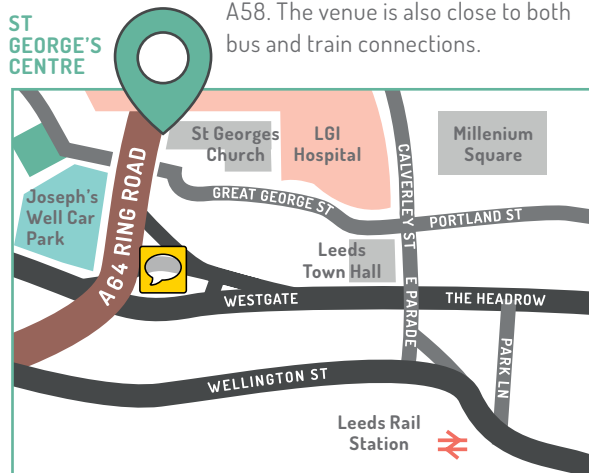 ST
GEORGE'S
CENTRE
A58. The venue is also close to both
bus and train connections.
St Georges
Church
LGI
Hospital
Millenium
Square
CALVERLEY ST
Joseph's
Well Car
Park
A64 RING ROAD
GREAT GEORGE ST
PORTLAND ST
Leeds
Town Hall
WESTGATE
E PARADE
THE HEADROW
PARK LN
WELLINGTON ST
Leeds Rail
Station